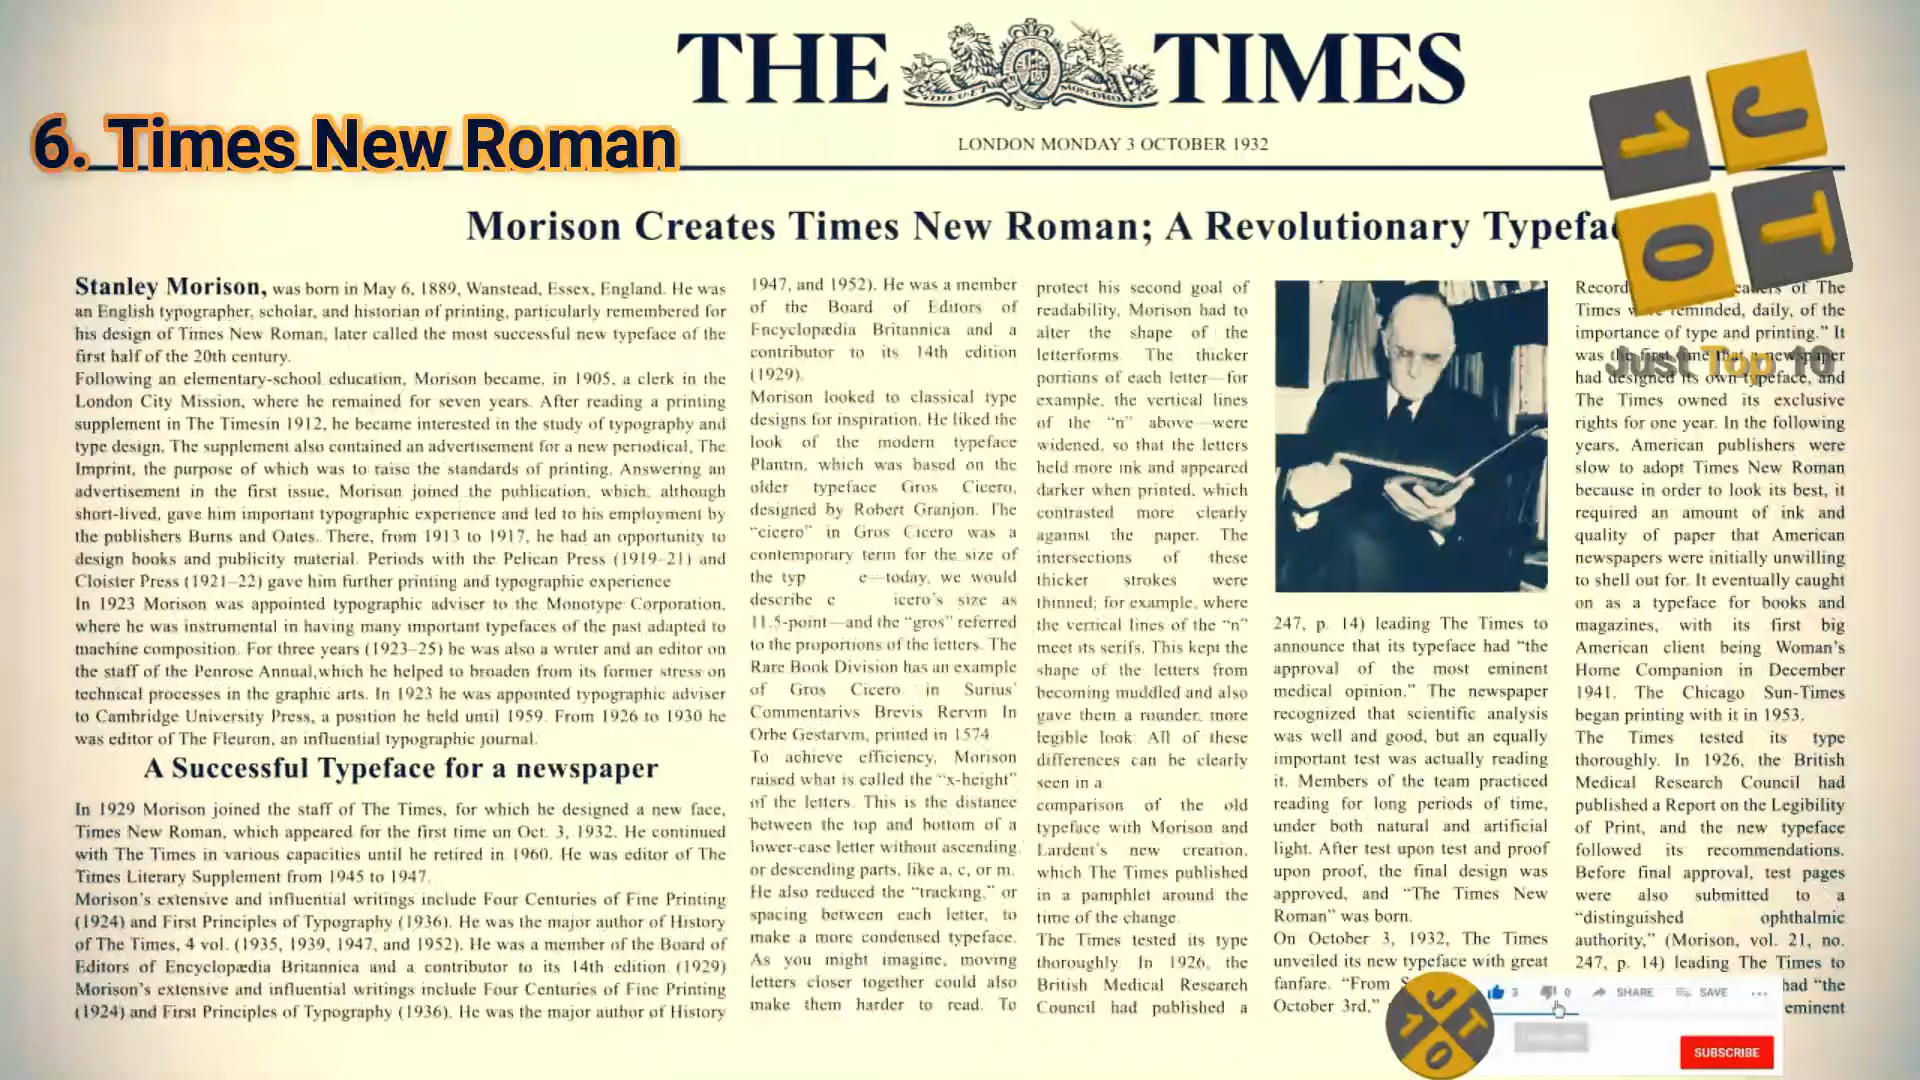 THE TIMES
6. Times New Roman
LONDON MONDAY 3 OCTOBER 1932
Morison Creates Times New Roman; A Revolutionary
Stanley Morison, was born in May 6, 1889, Wanstead, Essex, England. He was
an English typographer, scholar, and historian of printing, particularly remembered for
his design of Times New Roman, later called the most successful new typeface of the
first half of the 20th century.
Following an elementary-school education, Morison became, in 1905, a clerk in the
London City Mission, where he remained for seven years. After reading a printing
supplement in The Timesin 1912, he became interested in the study of typography and
type design. The supplement also contained an advertisement for a new periodical, The
Imprint, the purpose of which was to raise the standards of printing. Answering an
advertisement in the first issue, Morison joined the publication, which, although
short-lived, gave him important typographic experience and led to his employment by
the publishers Burns and Oates. There, from 1913 to 1917, he had an opportunity to
design books and publicity material. Periods with the Pelican Press (1919–21) and
Cloister Press (1921–22) gave him further printing and typographic experience
In 1923 Morison was appointed typographic adviser to the Monotype Corporation,
where he was instrumental in having many important typefaces of the past adapted to
machine composition. For three years (1923–25) he was also a writer and an editor on
the staff of the Penrose Annual,which he helped to broaden from its former stress on
technical processes in the graphic arts. In 1923 he was appointed typographic adviser
to Cambridge University Press, a position he held until 1959. From 1926 to 1930 he
was editor of The Fleuron, an influential typographic journal.
A Successful Typeface for a newspaper
In 1929 Morison joined the staff of The Times, for which he designed a new face,
Times New Roman, which appeared for the first time on Oct. 3, 1932. He continued
with The Times in various capacities until he retired in 1960. He was editor of The
Times Literary Supplement from 1945 to 1947.
Morison's extensive and influential writings include Four Centuries of Fine Printing
(1924) and First Principles of Typography (1936). He was the major author of History
of The Times, 4 vol. (1935, 1939, 1947, and 1952). He was a member of the Board of
Editors of Encyclopædia Britannica and a contributor to its 14th edition (1929)
Morison's extensive and influential writings include Four Centuries of Fine Printing
(1924) and First Principles of Typography (1936). He was the major author of History
1947, and 1952). He was a member
of the Board of Editors of
Encyclopædia Britannica and a
contributor to its 14th edition
(1929).
Morison looked to classical type
designs for inspiration. He liked the
look of the modern typeface
Plantin, which was based on the
older typeface Gros Cicero,
designed by Robert Granjon. The
“cicero” in Gros Cicero was a
contemporary term for the size of
the typ e—today, we would
describe c icero's size as
11.5-point—and the “gros” referred
to the proportions of the letters. The
Rare Book Division has an example
of Gros Cicero in Surius'
Commentarivs Brevis Rervm In
Orbe Gestarvm, printed in 1574
To achieve efficiency, Morison
raised what is called the “x-height”
of the letters. This is the distance
between the top and bottom of a
lower-case letter without ascending
or descending parts, like a, c, or m.
He also reduced the “tracking,” or
spacing between each letter, to
make a more condensed typeface.
As you might imagine, moving
letters closer together could also
make them harder to read. To
protect his second goal of
readability, Morison had to
alter the shape of the
letterforms. The thicker
portions of each letter—for
example, the vertical lines
of the “n” above—were
widened, so that the letters
held more ink and appeared
darker when printed, which
contrasted more clearly
against the paper. The
intersections of these
thicker strokes were
thinned; for example, where
the vertical lines of the “n”
meet its serifs. This kept the
shape of the letters from
becoming muddled and also
gave them a rounder, more
legible look. All of these
differences can be clearly
seen in a
comparison of the old
typeface with Morison and
Lardent's new creation,
which The Times published
in a pamphlet around the
time of the change.
The Times tested its type
thoroughly. In 1926, the
British Medical Research
Council had published a
247, p. 14) leading The Times to
announce that its typeface had “the
approval of the most eminent
medical opinion.” The newspaper
recognized that scientific analysis
was well and good, but an equally
important test was actually reading
it. Members of the team practiced
reading for long periods of time,
under both natural and artificial
light. After test upon test and proof
upon proof, the final design was
approved, and “The Times New
Roman” was born.
On October 3, 1932, The Times
unveiled its new typeface with great
fanfare. “From
October 3rd,”
of The
Times reminded, daily, of the
importance of type and printing.” It
was the first time that a newspaper
had designed its own typeface, and
The Times owned its exclusive
rights for one year. In the following
years, American publishers were
slow to adopt Times New Roman
because in order to look its best, it
required an amount of ink and
quality of paper that American
newspapers were initially unwilling
to shell out for. It eventually caught
on as a typeface for books and
magazines, with its first big
American client being Woman's
Home Companion in December
1941. The Chicago Sun-Times
began printing with it in 1953.
The Times tested its type
thoroughly. In 1926, the British
Medical Research Council had
published a Report on the Legibility
of Print, and the new typeface
followed its recommendations.
Before final approval, test pages
were also submitted to a
“distinguished ophthalmic
authority,” (Morison, vol. 21, no.
247, p. 14) leading The Times to
had “the
eminent
J
1
T
0
Just Top 10
J
T
1
0
3 0 SHARE SAVE ...
SUBSCRIBE